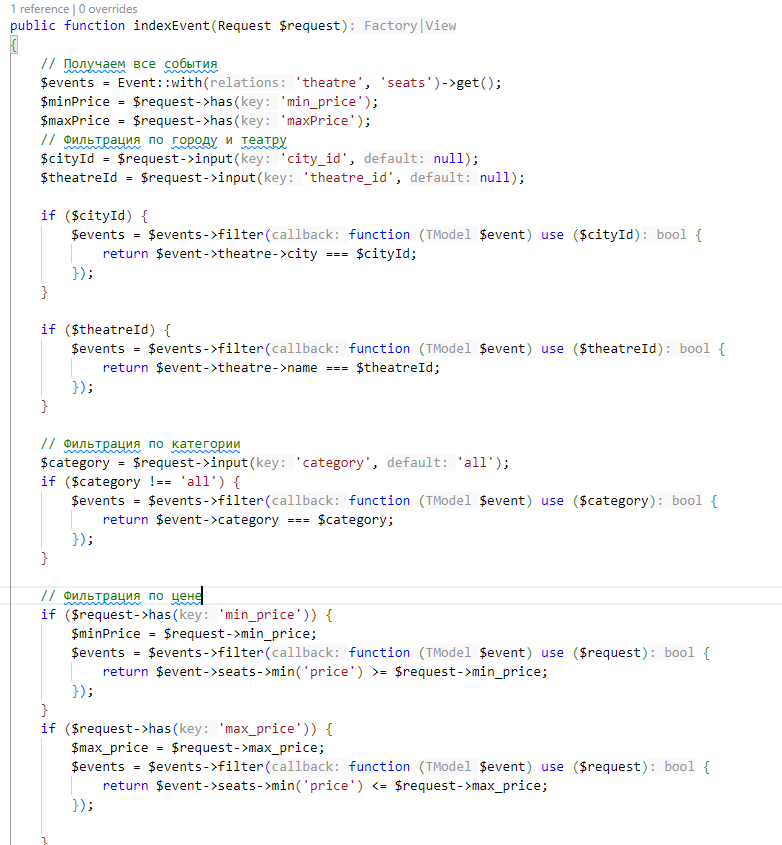 1 reference | 0 overrides
public function indexEvent(Request $request): Factory|View
{
// Получаем все события
$events = Event::with(relations: 'theatre', 'seats')->get();
$minPrice = $request->has(key: 'min_price');
$maxPrice = $request->has(key: 'maxPrice');
// Фильтрация по городу и театру
$cityId = $request->input(key: 'city_id', default: null);
$theatreId = $request->input(key: 'theatre_id', default: null);
if ($cityId) {
$events = $events->filter(callback: function (TModel $event) use ($cityId): bool {
return $event->theatre->city === $cityId;
});
}
if ($theatreId) {
$events = $events->filter(callback: function (TModel $event) use ($theatreId): bool {
return $event->theatre->name === $theatreId;
});
}
// Фильтрация по категории
$category = $request->input(key: 'category', default: 'all');
if ($category !== 'all') {
$events = $events->filter(callback: function (TModel $event) use ($category): bool {
return $event->category === $category;
});
}
// Фильтрация по цене
if ($request->has(key: 'min_price')) {
$minPrice = $request->min_price;
$events = $events->filter(callback: function (TModel $event) use ($request): bool {
return $event->seats->min('price') >= $request->min_price;
});
}
if ($request->has(key: 'max_price')) {
$max_price = $request->max_price;
$events = $events->filter(callback: function (TModel $event) use ($request): bool {
return $event->seats->min('price') <= $request->max_price;
});
}